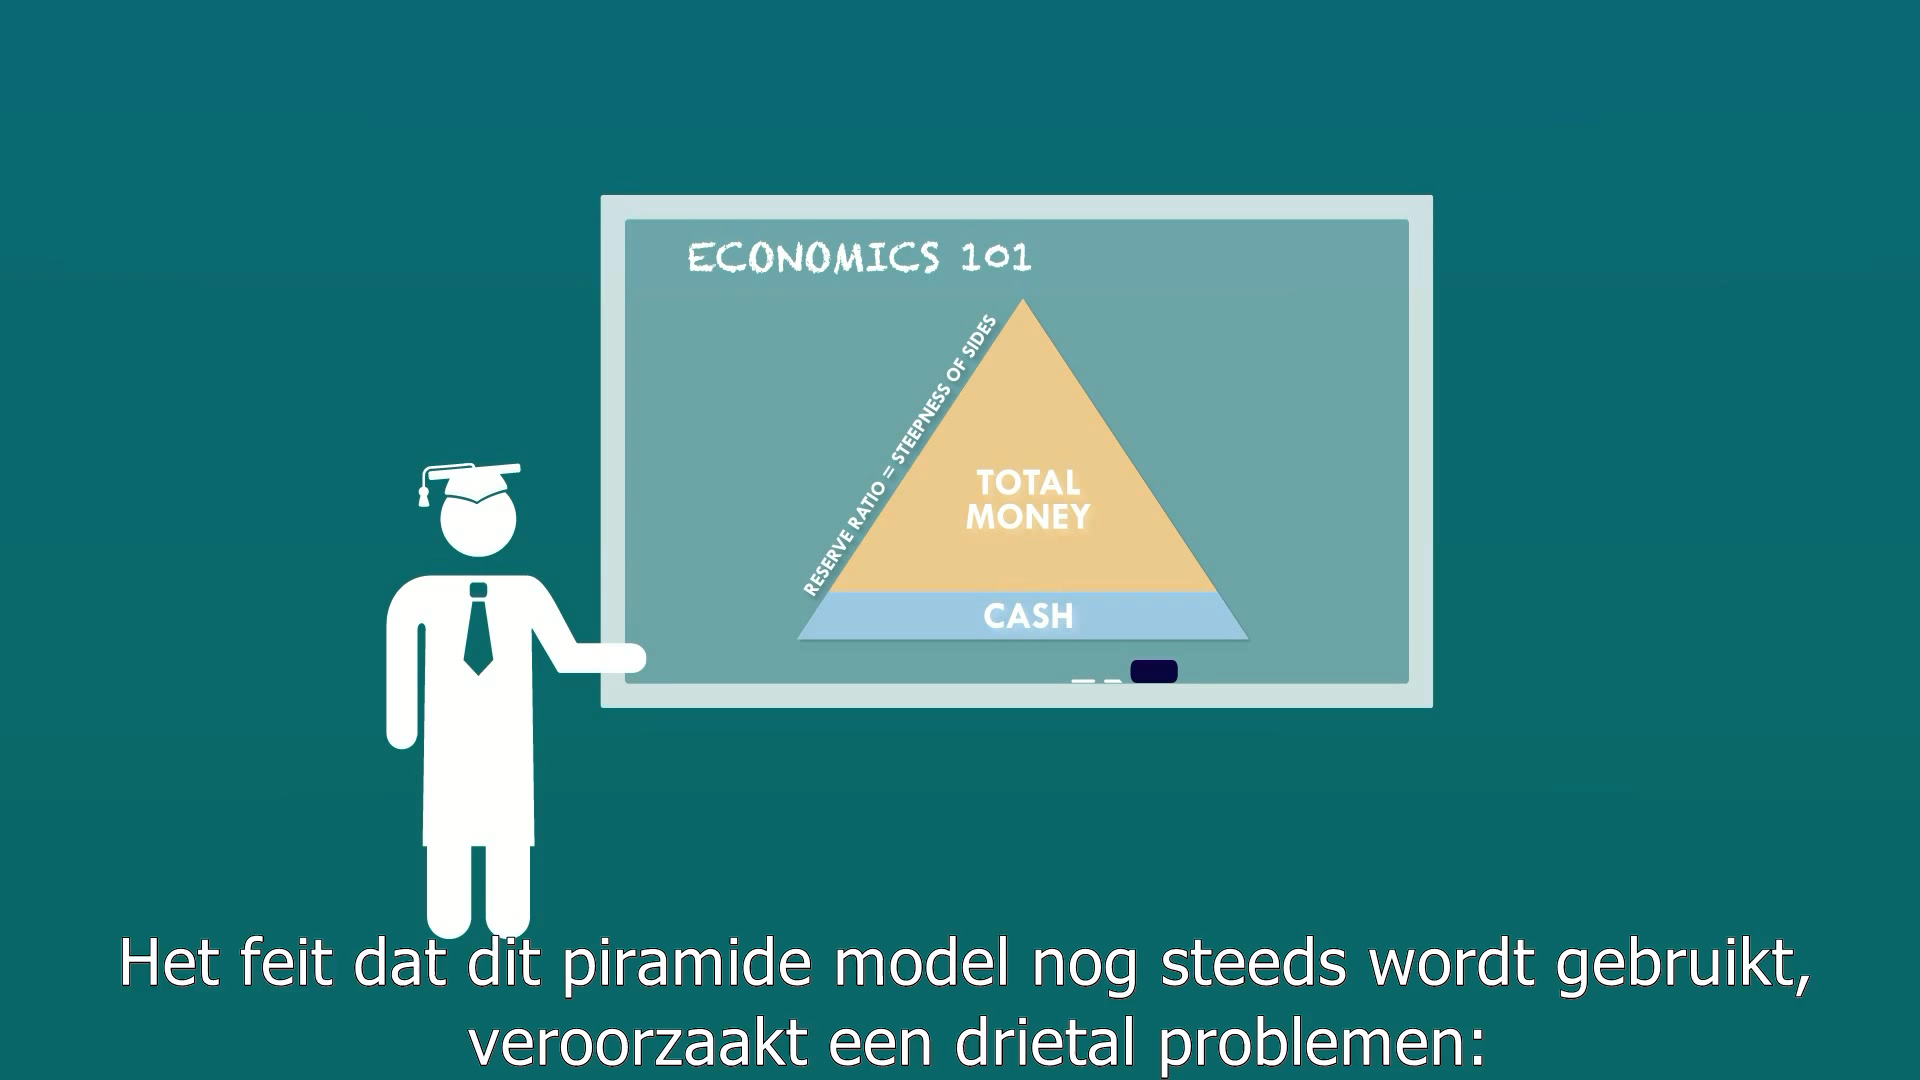 ECONOMICS 101
RESERVE RATIO = STEEPNESS OF SIDES
TOTAL
MONEY
CASH
Het feit dat dit piramide model nog steeds wordt gebruikt,
veroorzaakt een drietal problemen: